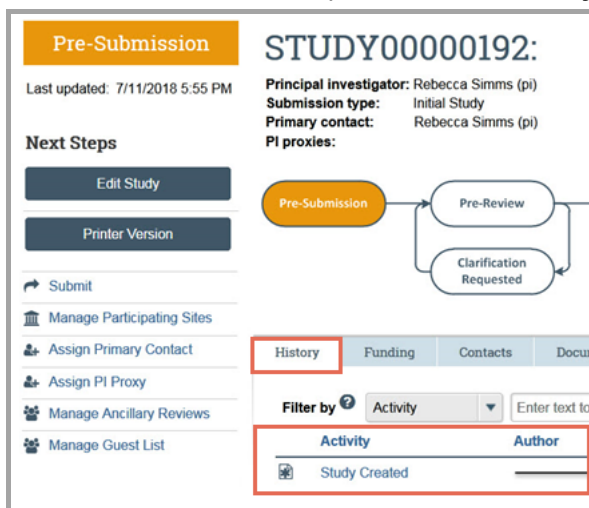 Pre-Submission
Last updated: 7/11/2018 5:55 PM
Next Steps
Edit Study
Printer Version
Submit
Manage Participating Sites
Assign Primary Contact
Assign PI Proxy
Manage Ancillary Reviews
Manage Guest List
STUDY00000192:
Principal investigator: Rebecca Simms (pi)
Submission type: Initial Study
Primary contact: Rebecca Simms (pi)
PI proxies:
Pre-Submission
Pre-Review
Clarification
Requested
History Funding Contacts
Filter by ? Activity Enter text to
Activity Author
Study Created